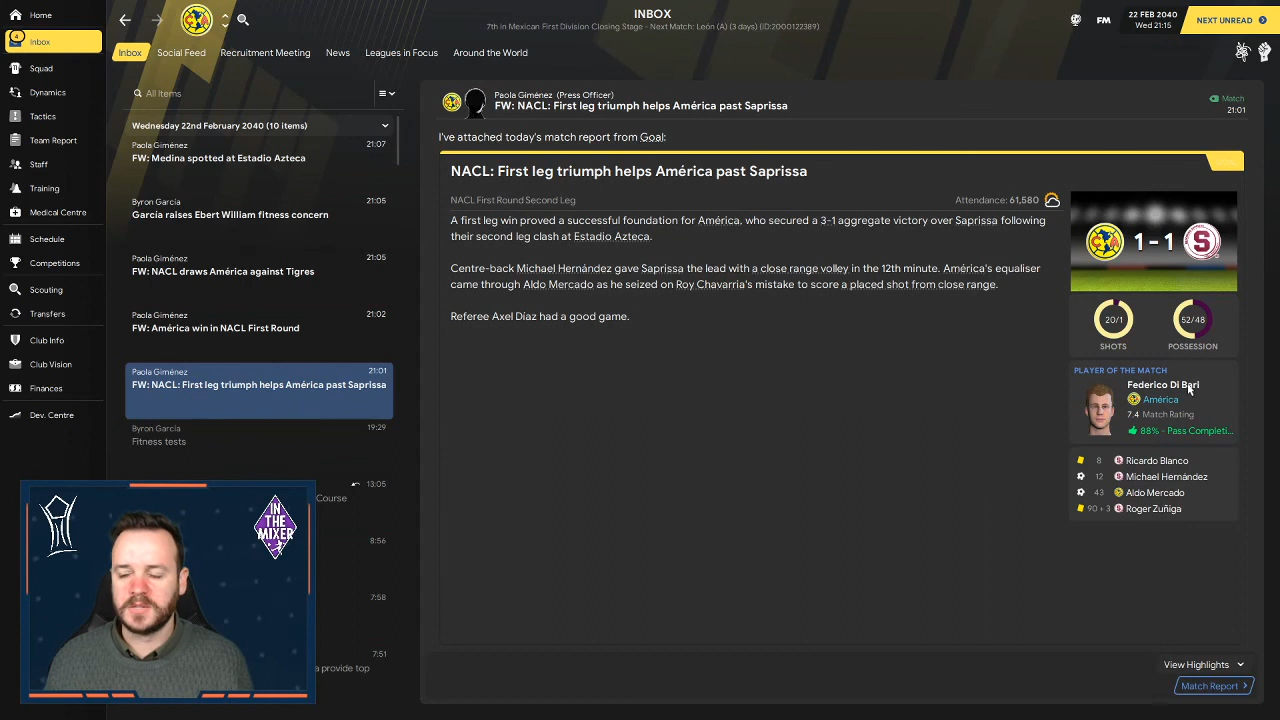 Home
Inbox
Squad
Dynamics
Tactics
Team Report
Staff
Training
Medical Centre
Schedule
Competitions
Scouting
Transfers
Club Info
Club Vision
Finances
Dev. Centre
INBOX
7th in Mexican First Division Closing Stage - Next Match: León (A) (3 days) (ID:2000122389)
FM
22 FEB 2040
Wed 21:15
NEXT UNREAD
Inbox Social Feed Recruitment Meeting News Leagues in Focus Around the World
All Items
Wednesday 22nd February 2040 (10 items)
Paola Giménez 21:07
FW: Medina spotted at Estadio Azteca
Byron García 21:05
García raises Ebert William fitness concern
Paola Giménez 21:05
FW: NACL draws América against Tigres
Paola Giménez 21:02
FW: América win in NACL First Round
Paola Giménez 21:01
FW: NACL: First leg triumph helps América past Saprissa
Byron García 19:29
Fitness tests
13:05
Course
8:56
7:58
7:51
a provide top
IN
THE
MIXER
Paola Giménez (Press Officer)
FW: NACL: First leg triumph helps América past Saprissa
Match
21:01
I've attached today's match report from Goal:
NACL: First leg triumph helps América past Saprissa
NACL First Round Second Leg
Attendance: 61,580
A first leg win proved a successful foundation for América, who secured a 3-1 aggregate victory over Saprissa following
their second leg clash at Estadio Azteca.
Centre-back Michael Hernández gave Saprissa the lead with a close range volley in the 12th minute. América's equaliser
came through Aldo Mercado as he seized on Roy Chavarria's mistake to score a placed shot from close range.
Referee Axel Díaz had a good game.
1 - 1
20/1
SHOTS
52/48
POSSESSION
PLAYER OF THE MATCH
Federico Di Bari
América
7.4 Match Rating
88% - Pass Completi...
8 Ricardo Blanco
12 Michael Hernández
43 Aldo Mercado
90 + 3 Roger Zuñiga
View Highlights
Match Report